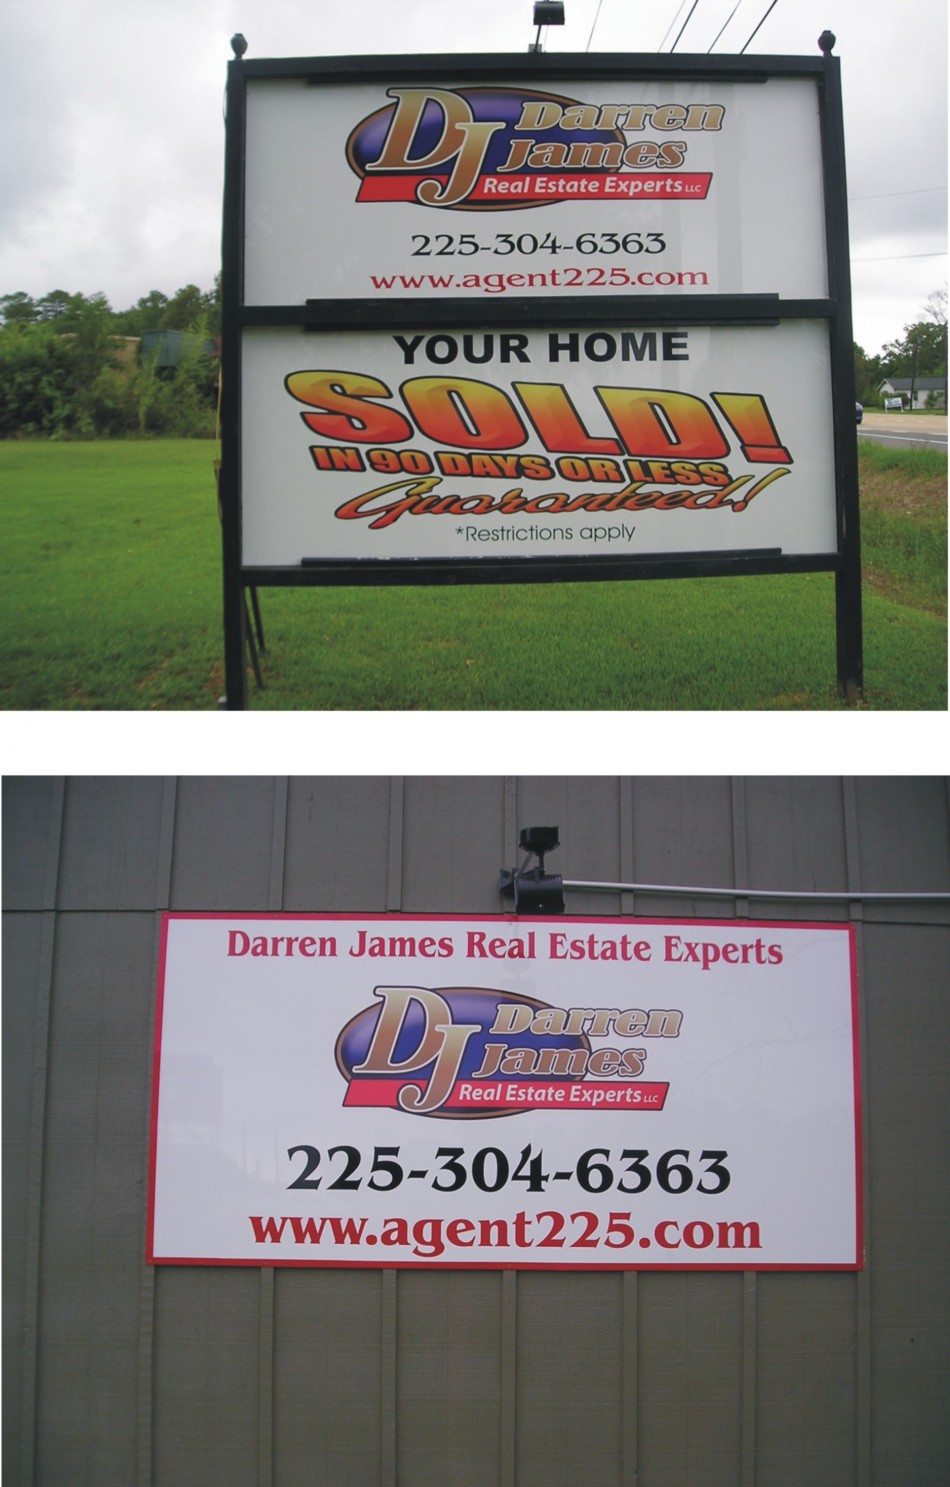 DJ Darren
James
Real Estate Experts LLC
225-304-6363
www.agent225.com
YOUR HOME
SOLD!
IN 90 DAYS OR LESS
Guaranteed!
*Restrictions apply
Darren James Real Estate Experts
DJ Darren
James
Real Estate Experts LLC
225-304-6363
www.agent225.com